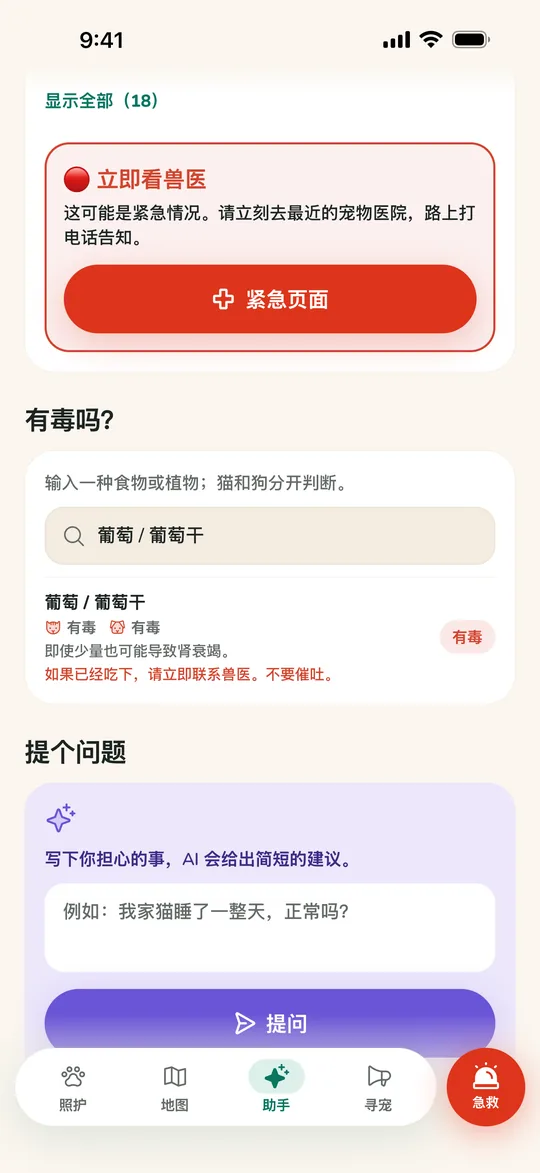 9:41
显示全部（18）
立即看兽医
这可能是紧急情况。请立刻去最近的宠物医院，路上打
电话告知。
紧急页面
有毒吗?
输入一种食物或植物；猫和狗分开判断。
葡萄 / 葡萄干
葡萄 / 葡萄干
有毒 有毒
有毒
即使少量也可能导致肾衰竭。
如果已经吃下，请立即联系兽医。不要催吐。
提个问题
写下你担心的事，AI 会给出简短的建议。
例如：我家猫睡了一整天，正常吗?
提问
照护 地图 助手 寻宠 急救